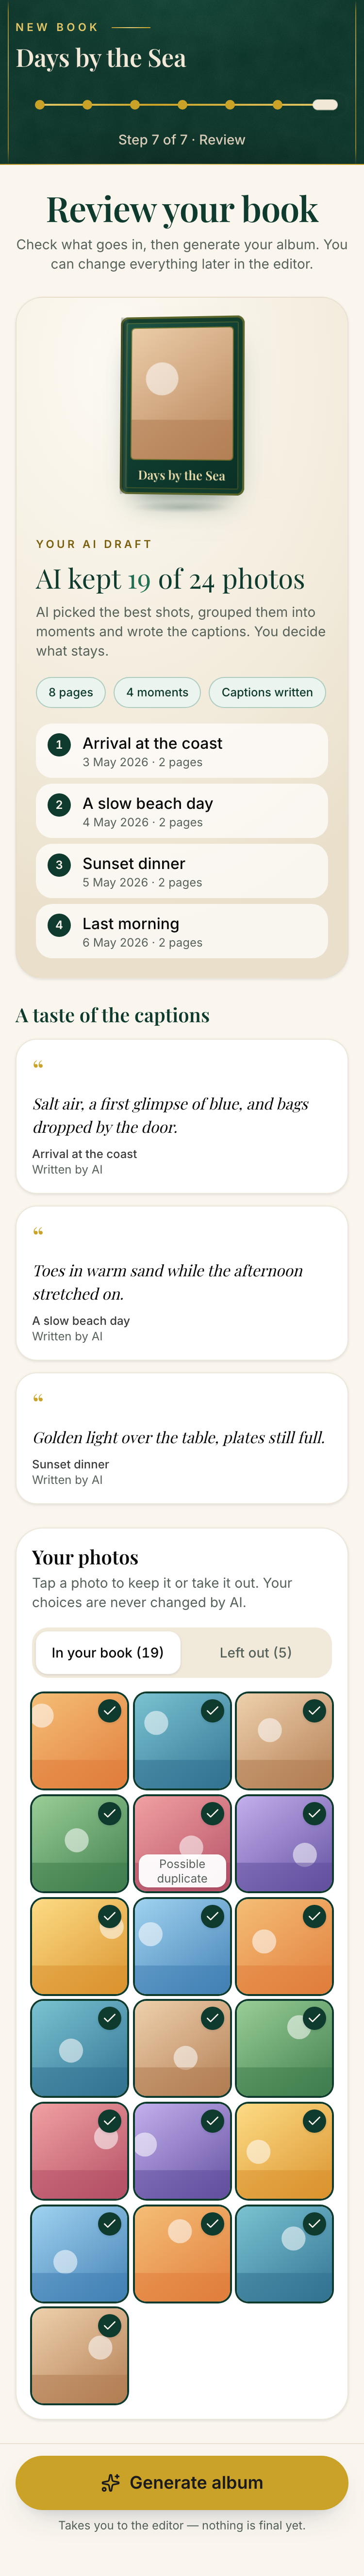 NEW BOOK
Days by the Sea
Step 7 of 7 · Review
Review your book
Check what goes in, then generate your album. You
can change everything later in the editor.
Days by the Sea
YOUR AI DRAFT
AI kept 19 of 24 photos
AI picked the best shots, grouped them into
moments and wrote the captions. You decide
what stays.
8 pages
4 moments
Captions written
1
Arrival at the coast
3 May 2026 · 2 pages
2
A slow beach day
4 May 2026 · 2 pages
3
Sunset dinner
5 May 2026 · 2 pages
4
Last morning
6 May 2026 · 2 pages
A taste of the captions
“
Salt air, a first glimpse of blue, and bags
dropped by the door.
Arrival at the coast
Written by AI
“
Toes in warm sand while the afternoon
stretched on.
A slow beach day
Written by AI
“
Golden light over the table, plates still full.
Sunset dinner
Written by AI
Your photos
Tap a photo to keep it or take it out. Your
choices are never changed by AI.
In your book (19)
Left out (5)
Possible
duplicate
Generate album
Takes you to the editor — nothing is final yet.